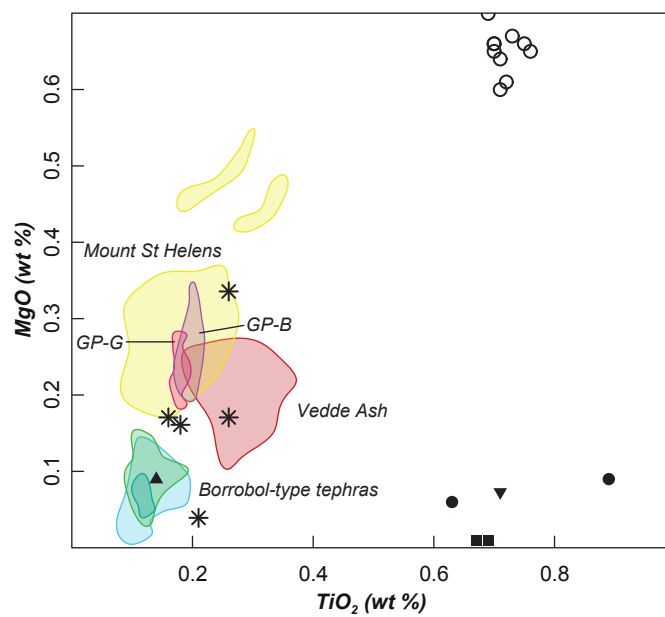 0.6
0.5
0.4
0.3
0.2
0.1
MgO (wt %)
Mount St Helens
GP-G
GP-B
Vedde Ash
Borrobol-type tephras
0.2 0.4 0.6 0.8
TiO₂ (wt %)